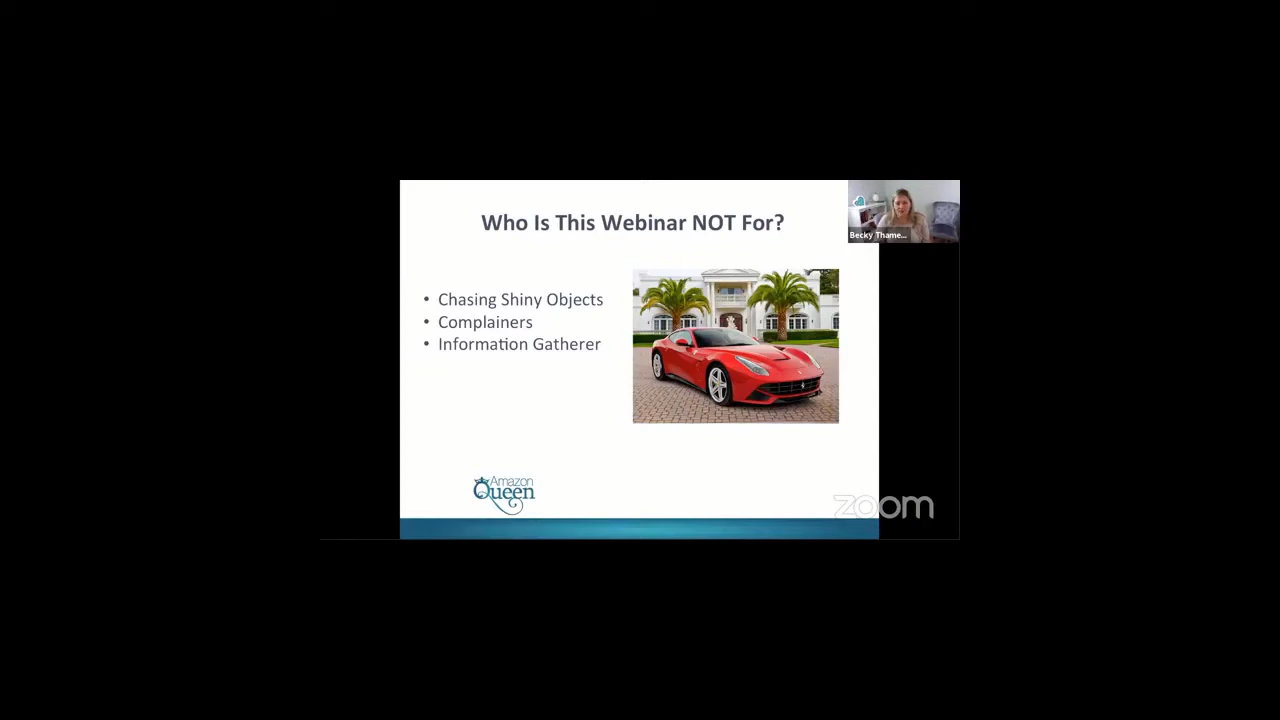 Who Is This Webinar NOT For?
Becky Thame...
• Chasing Shiny Objects
• Complainers
• Information Gatherer
Amazon
Queen
zoom